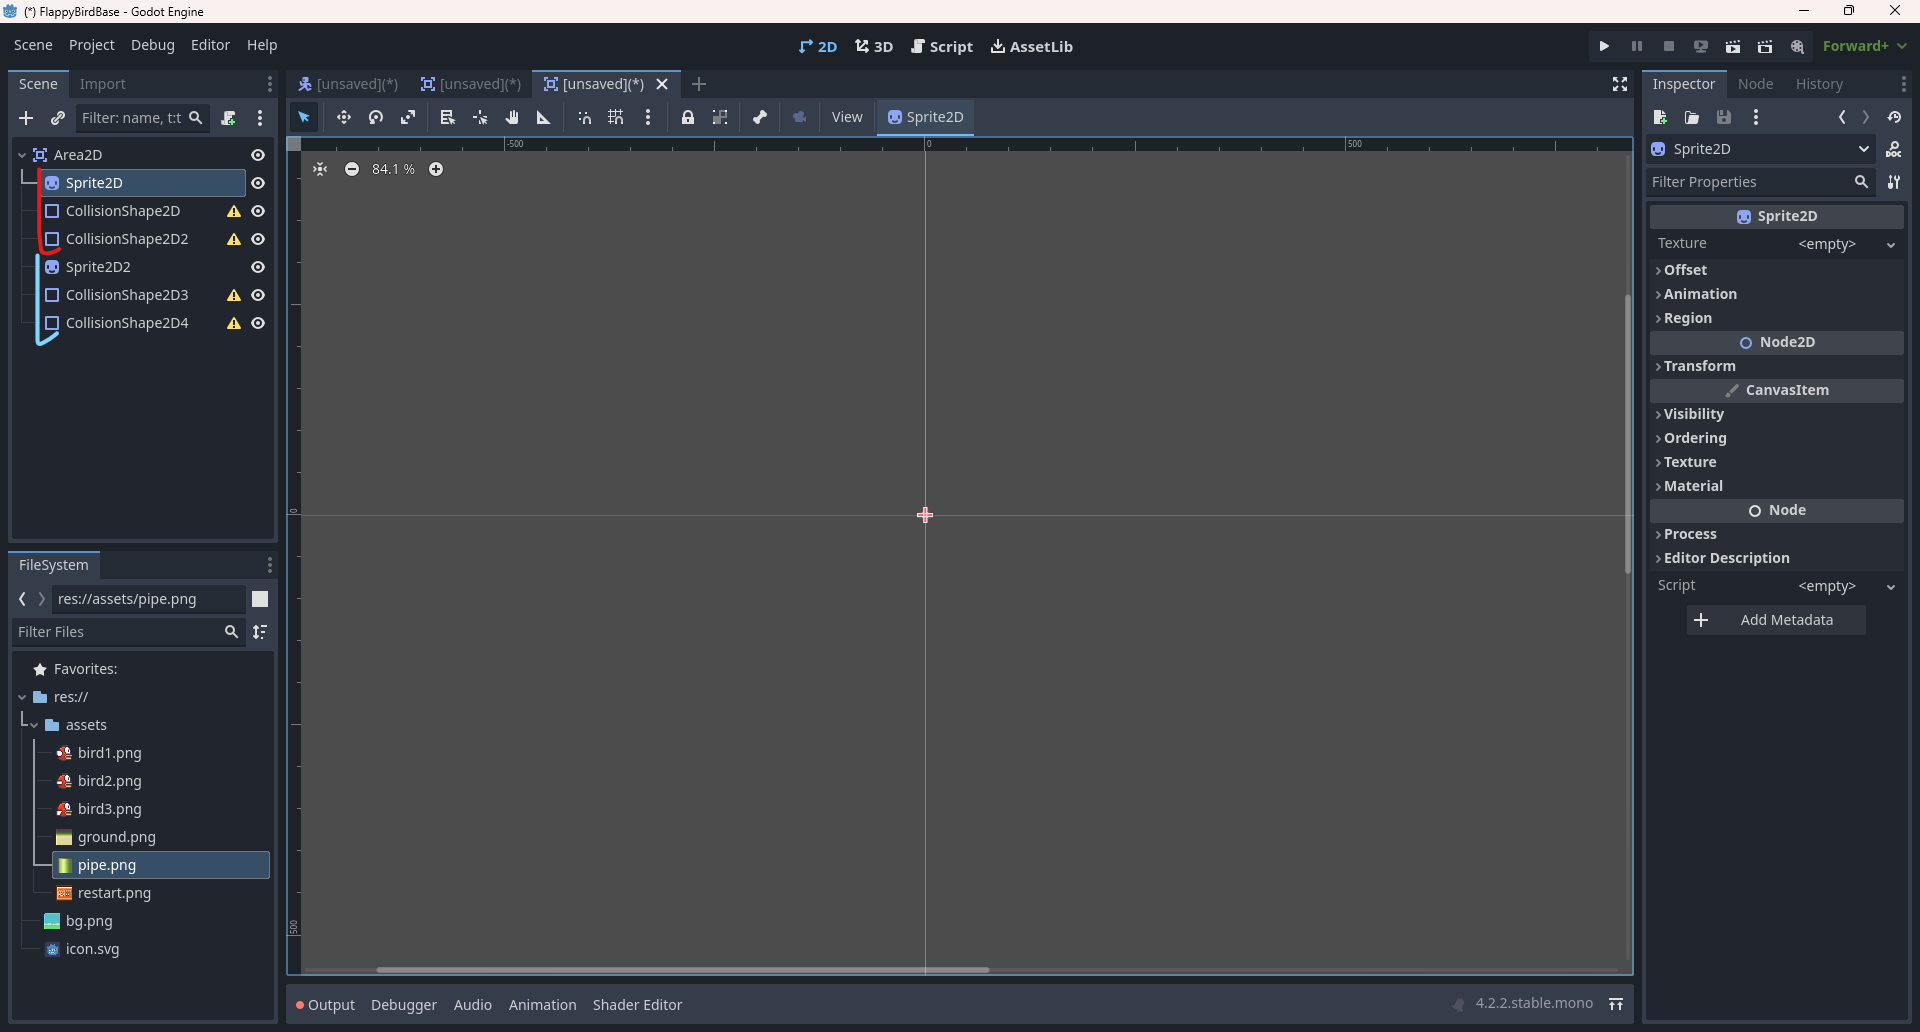 (*) FlappyBirdBase - Godot Engine
Scene Project Debug Editor Help
2D 3D Script AssetLib
Forward+
Scene Import
[unsaved](*) [unsaved](*) [unsaved](*)
Inspector Node History
Filter: name, t:t
View Sprite2D
-500 0 500
84.1 %
Area2D
Sprite2D
CollisionShape2D
CollisionShape2D2
Sprite2D2
CollisionShape2D3
CollisionShape2D4
0
500
FileSystem
res://assets/pipe.png
Filter Files
Favorites:
res://
assets
bird1.png
bird2.png
bird3.png
ground.png
pipe.png
restart.png
bg.png
icon.svg
Sprite2D
DOC
Filter Properties
Sprite2D
Texture <empty>
Offset
Animation
Region
Node2D
Transform
CanvasItem
Visibility
Ordering
Texture
Material
Node
Process
Editor Description
Script <empty>
Add Metadata
Output Debugger Audio Animation Shader Editor
4.2.2.stable.mono